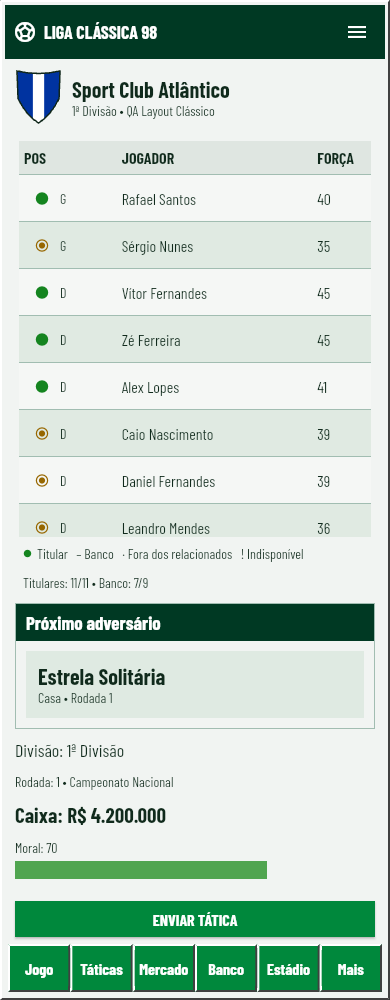 LIGA CLÁSSICA 98
Sport Club Atlântico
1ª Divisão • QA Layout Clássico
POS JOGADOR FORÇA
G Rafael Santos 40
G Sérgio Nunes 35
D Vítor Fernandes 45
D Zé Ferreira 45
D Alex Lopes 41
D Caio Nascimento 39
D Daniel Fernandes 39
D Leandro Mendes 36
● Titular – Banco · Fora dos relacionados ! Indisponível
Titulares: 11/11 • Banco: 7/9
Próximo adversário
Estrela Solitária
Casa • Rodada 1
Divisão: 1ª Divisão
Rodada: 1 • Campeonato Nacional
Caixa: R$ 4.200.000
Moral: 70
ENVIAR TÁTICA
Jogo Táticas Mercado Banco Estádio Mais